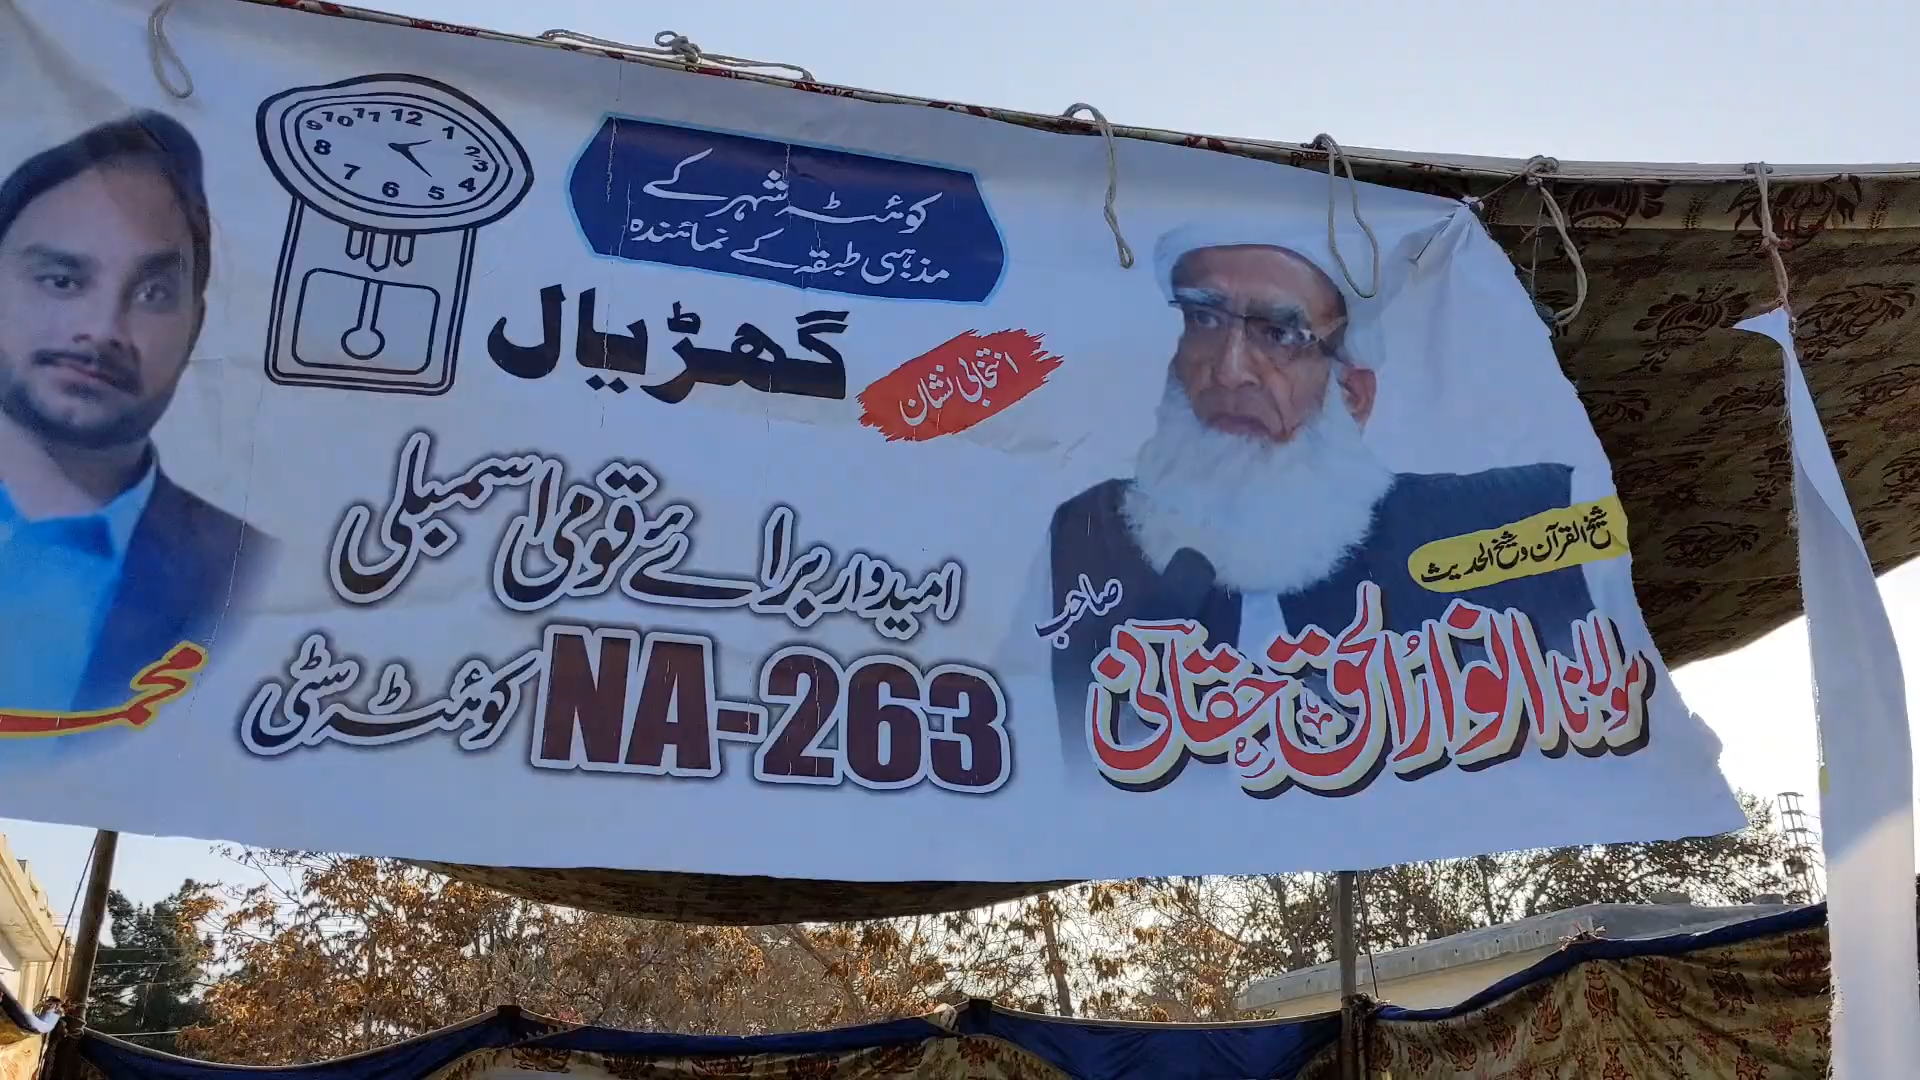 کوئٹہ شہر کے
مذہبی طبقہ کے نمائندہ
انتخابی نشان
گھڑیال
امیدوار برائے قومی اسمبلی
NA-263 کوئٹہ سٹی
شیخ القرآن و شیخ الحدیث
مولانا انوار الحق حقانی صاحب
محمد
12
1
2
3
4
5
6
7
8
9
10
11